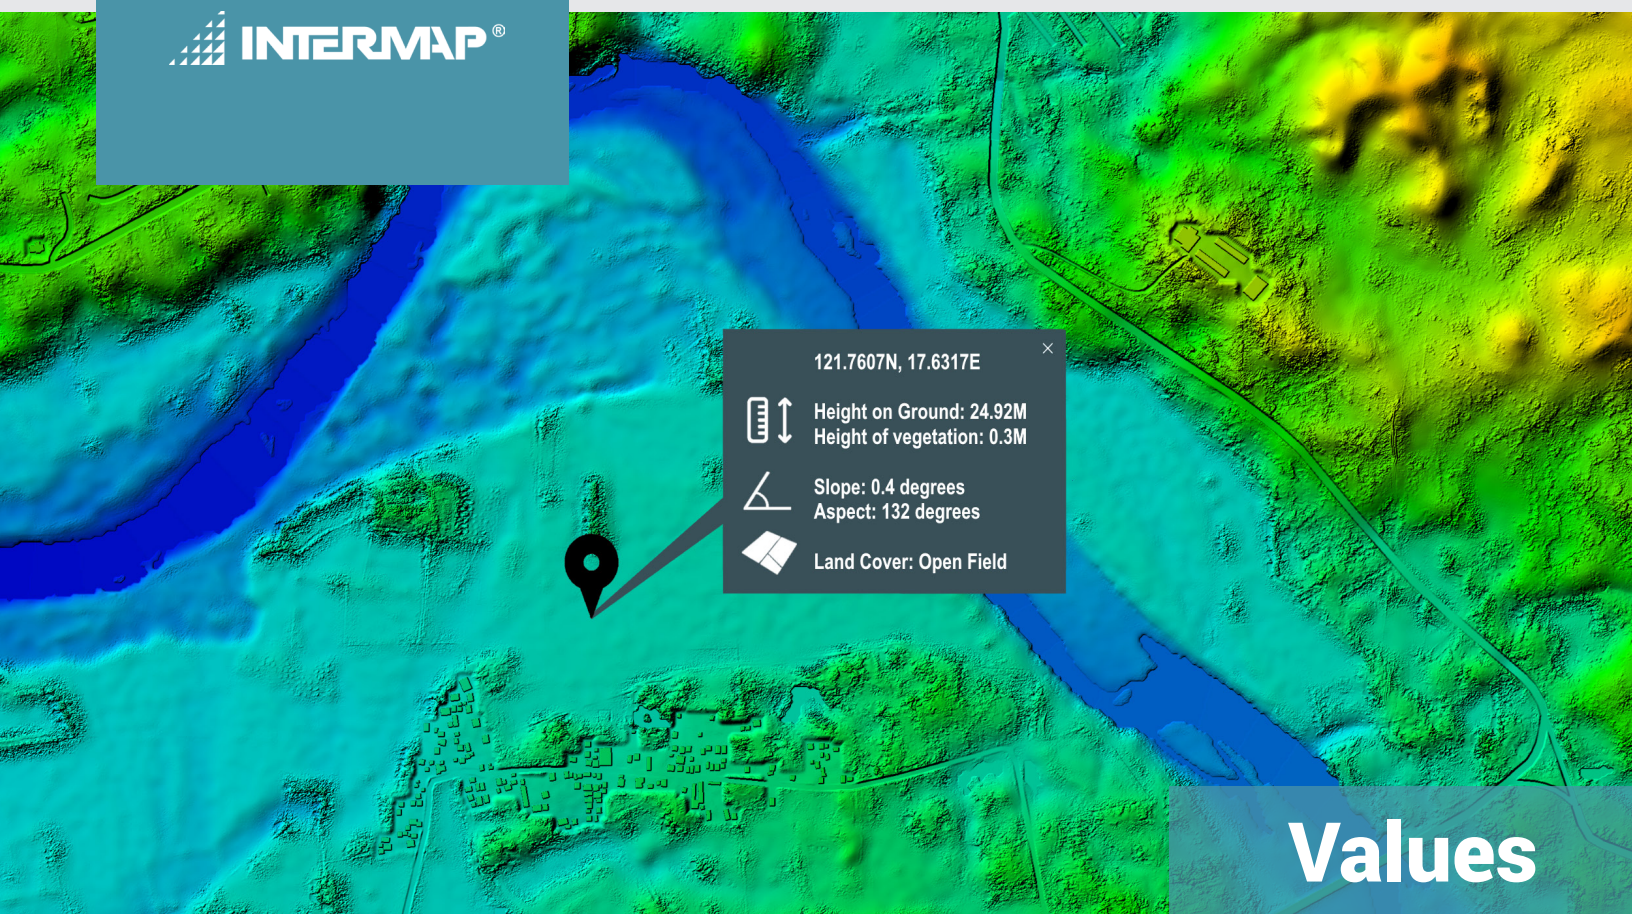 INTERMAP®
121.7607N, 17.6317E
Height on Ground: 24.92M
Height of vegetation: 0.3M
Slope: 0.4 degrees
Aspect: 132 degrees
Land Cover: Open Field
Values